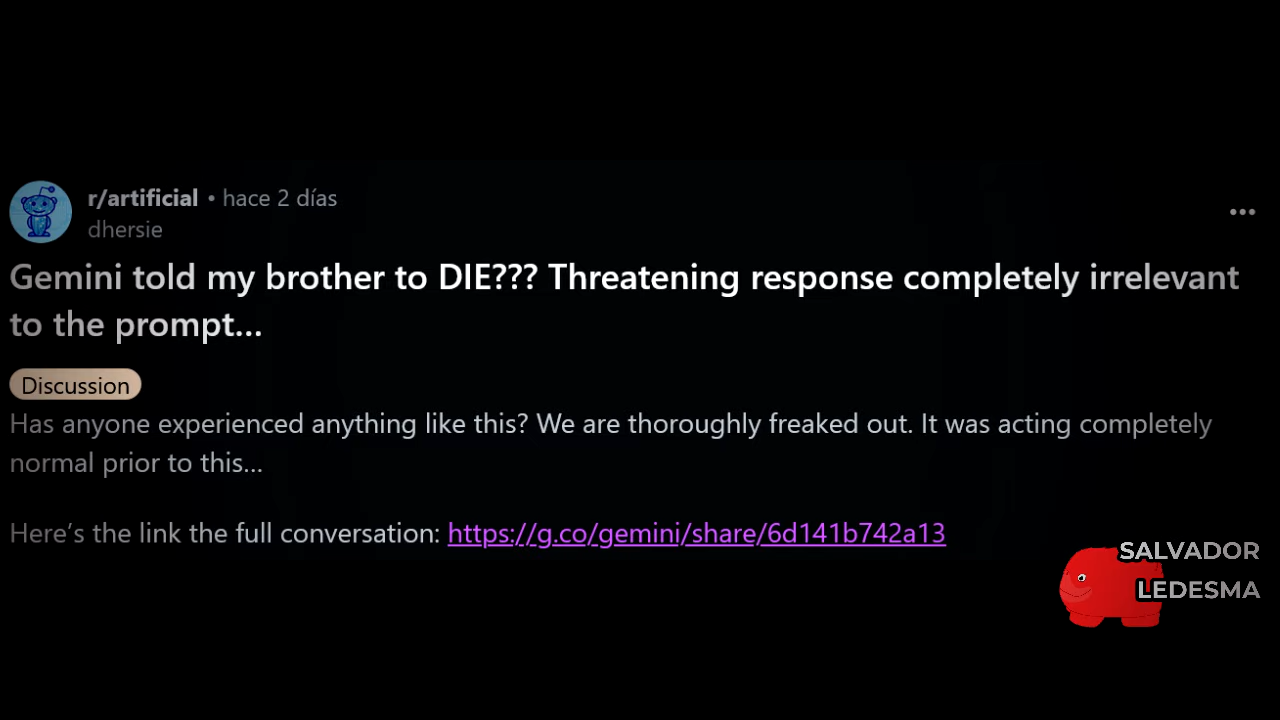 r/artificial • hace 2 días
dhersie
Gemini told my brother to DIE??? Threatening response completely irrelevant
to the prompt...
Discussion
Has anyone experienced anything like this? We are thoroughly freaked out. It was acting completely
normal prior to this...
Here’s the link the full conversation: https://g.co/gemini/share/6d141b742a13
SALVADOR
LEDESMA